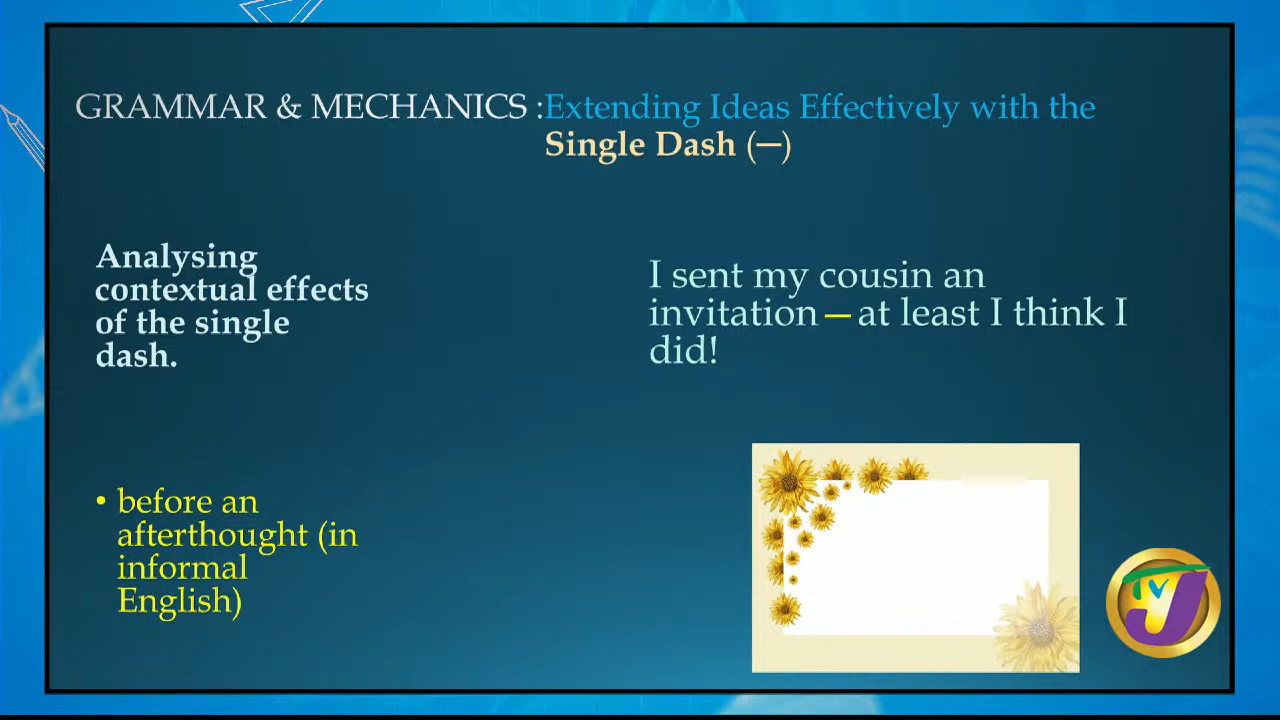 GRAMMAR & MECHANICS :Extending Ideas Effectively with the
Single Dash (—)
Analysing
contextual effects
of the single
dash.
I sent my cousin an
invitation—at least I think I
did!
• before an
afterthought (in
informal
English)
TVJ